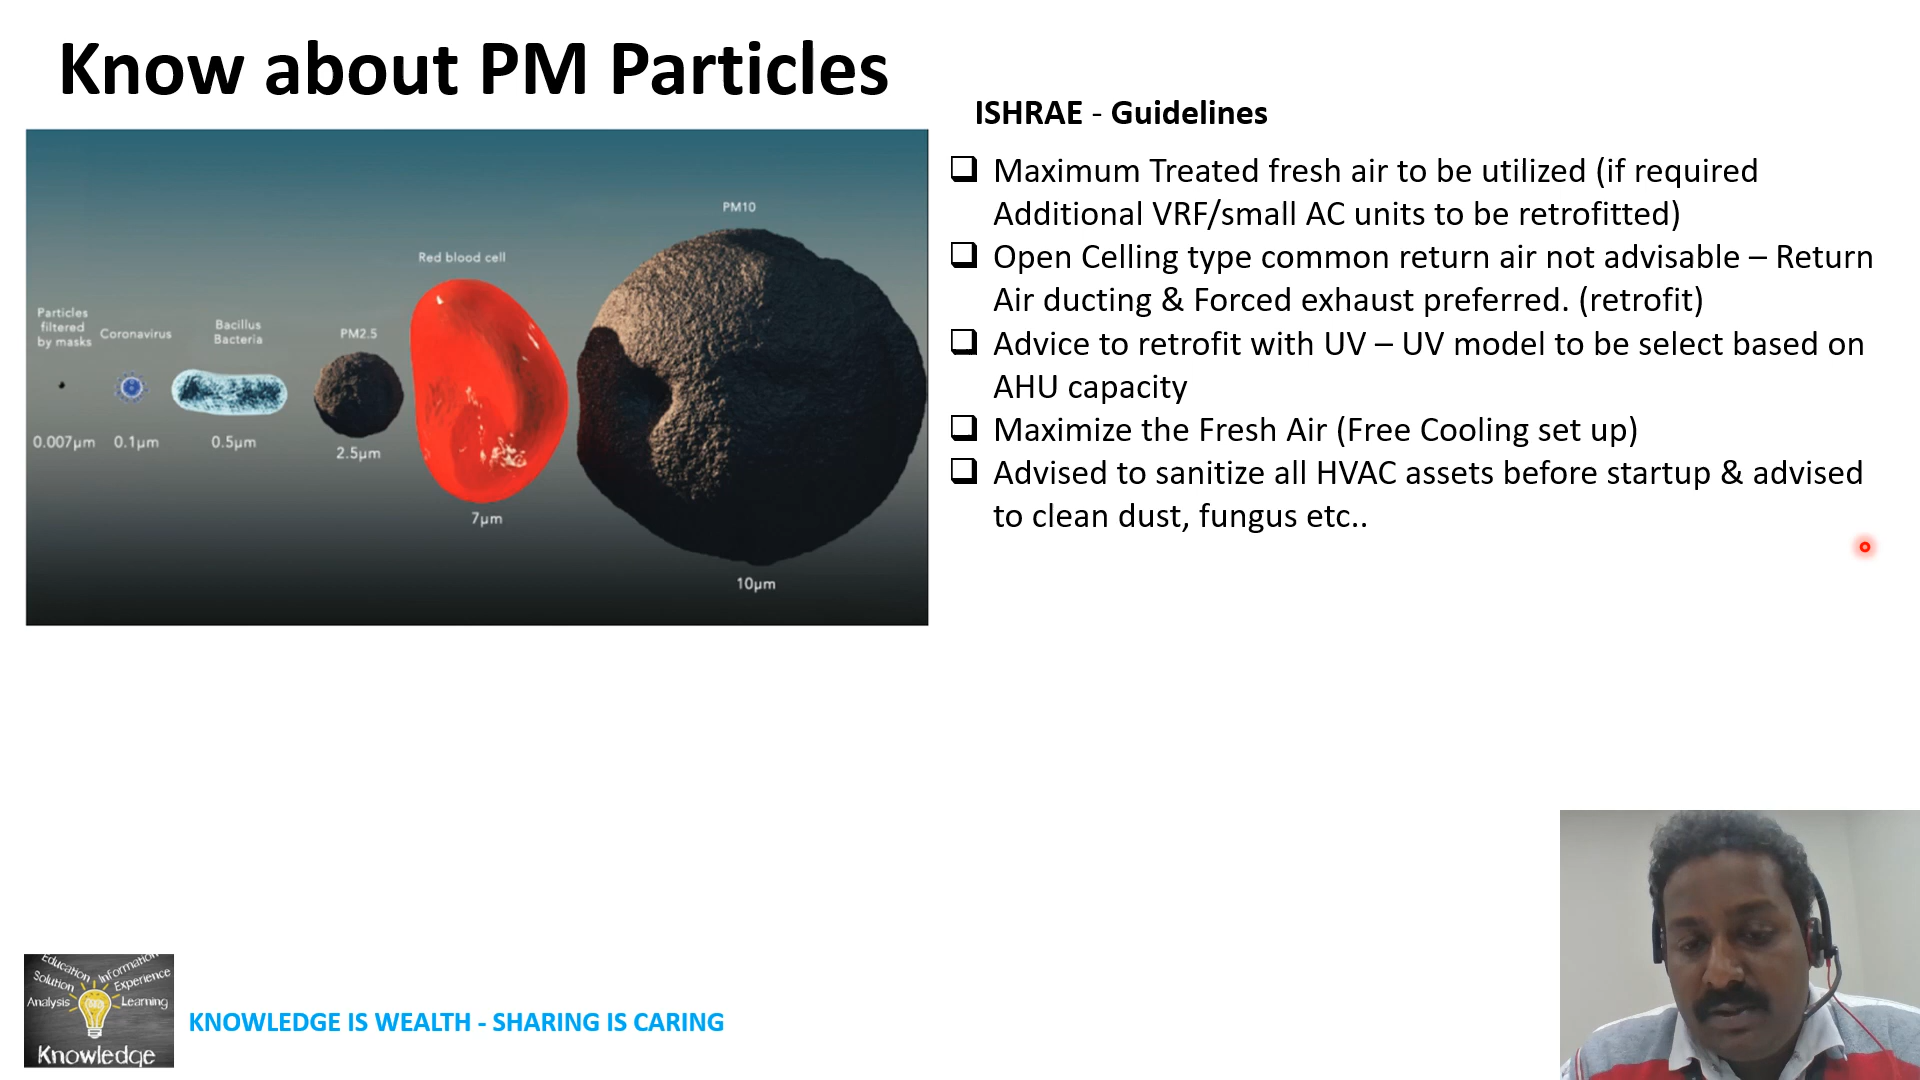 Know about PM Particles
ISHRAE - Guidelines
Maximum Treated fresh air to be utilized (if required
Additional VRF/small AC units to be retrofitted)
Open Celling type common return air not advisable – Return
Air ducting & Forced exhaust preferred. (retrofit)
Advice to retrofit with UV – UV model to be select based on
AHU capacity
Maximize the Fresh Air (Free Cooling set up)
Advised to sanitize all HVAC assets before startup & advised
to clean dust, fungus etc..
Particles
filtered
by masks
0.007µm
Coronavirus
0.1µm
Bacillus
Bacteria
0.5µm
PM2.5
2.5µm
Red blood cell
7µm
PM10
10µm
Education Information
Solution Experience
Analysis Learning
Knowledge
KNOWLEDGE IS WEALTH - SHARING IS CARING